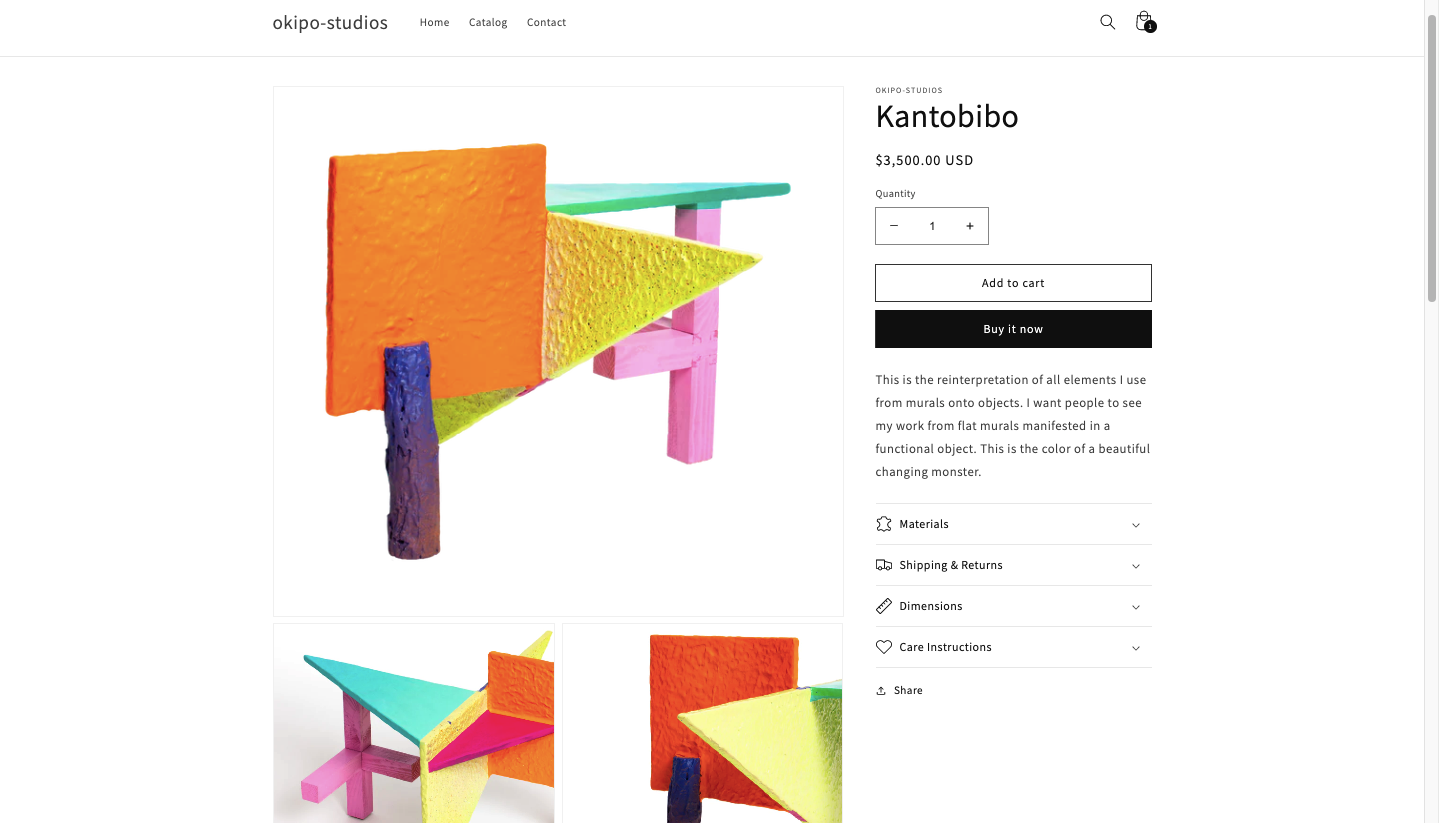 okipo-studios
Home Catalog Contact
1
OKIPO-STUDIOS
Kantobibo
$3,500.00 USD
Quantity
− 1 +
Add to cart
Buy it now
This is the reinterpretation of all elements I use
from murals onto objects. I want people to see
my work from flat murals manifested in a
functional object. This is the color of a beautiful
changing monster.
Materials
Shipping & Returns
Dimensions
Care Instructions
Share